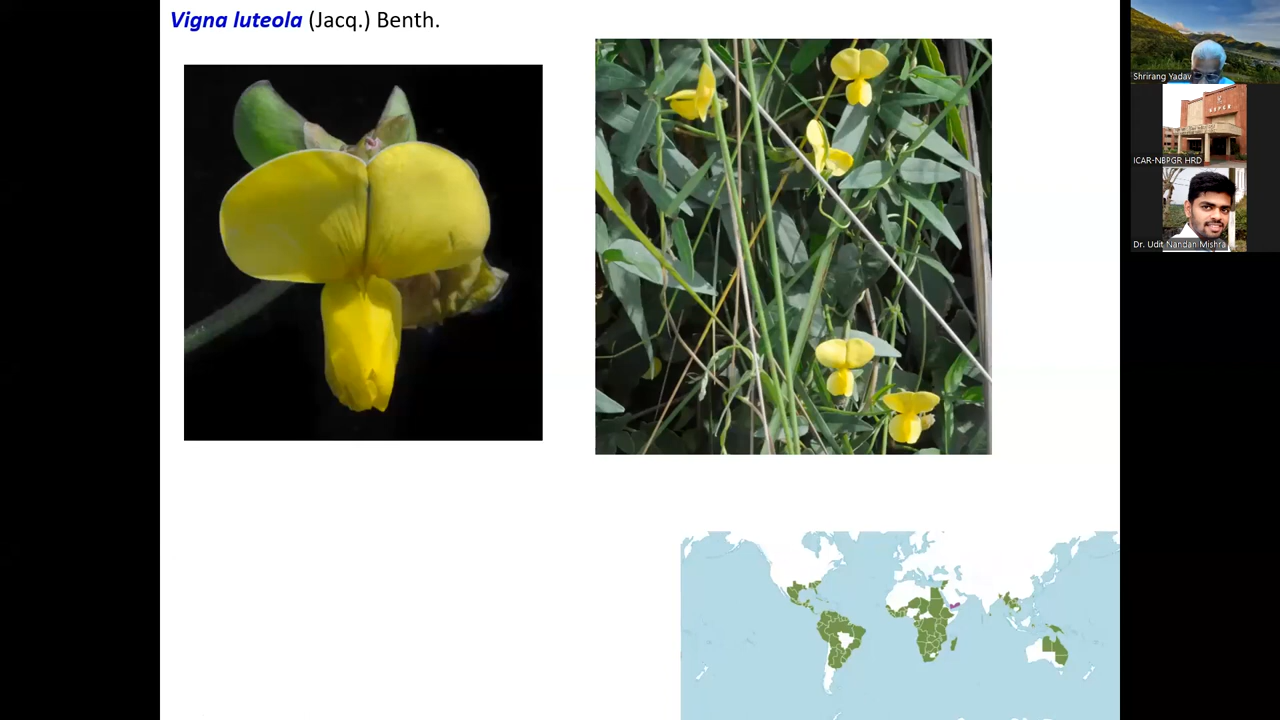 Vigna luteola (Jacq.) Benth.
Shrirang Yadav
ICAR-NBPGR HRD
Dr. Udit Nandan Mishra